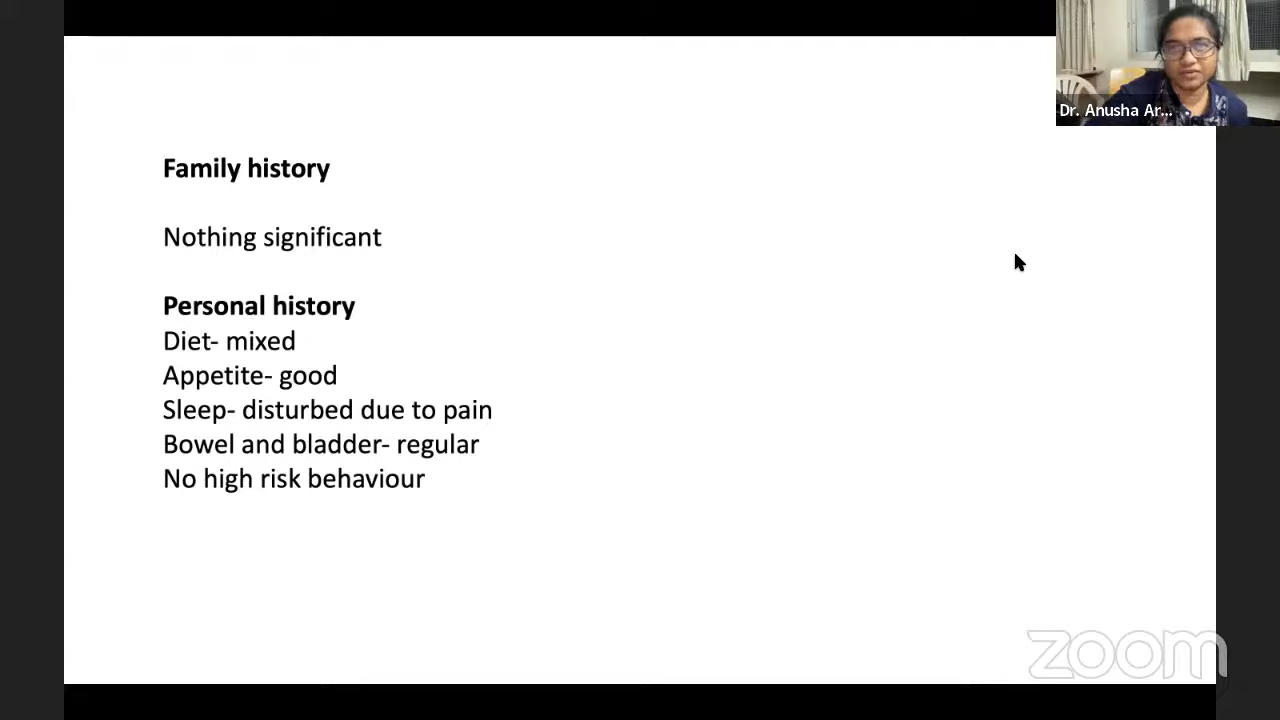 Dr. Anusha Ar...
Family history
Nothing significant
Personal history
Diet- mixed
Appetite- good
Sleep- disturbed due to pain
Bowel and bladder- regular
No high risk behaviour
zoom